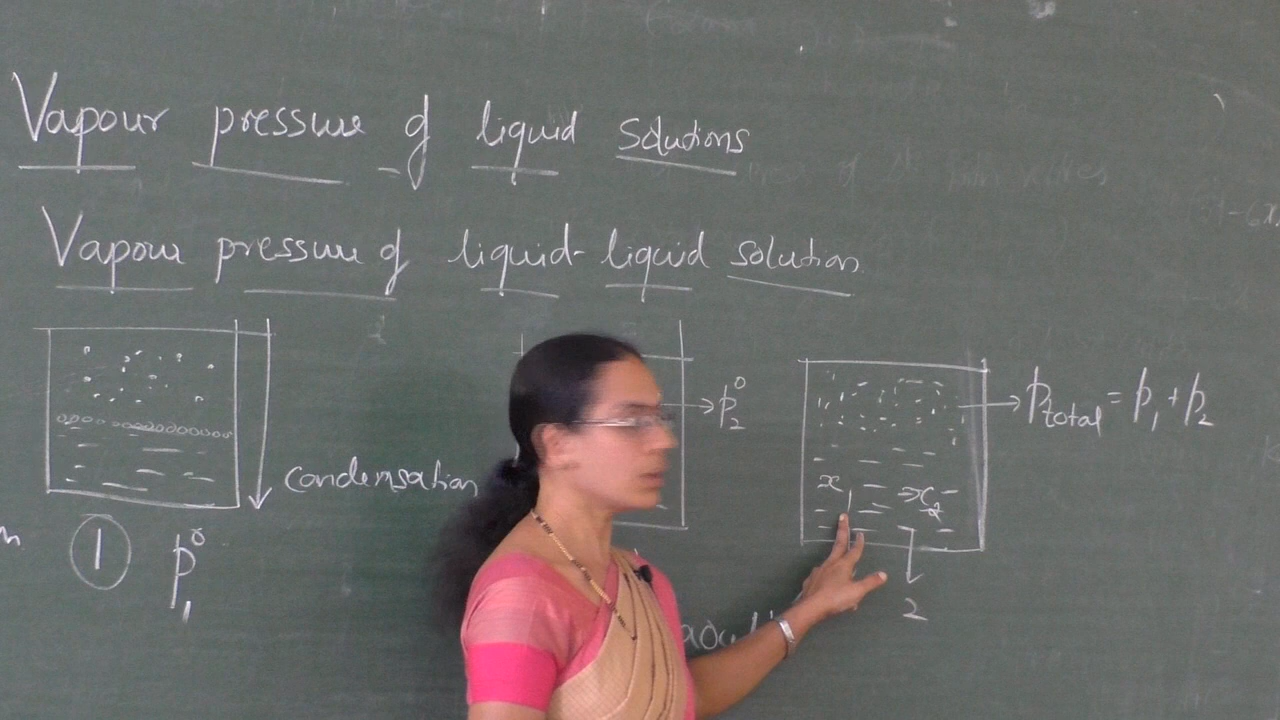 Vapour pressure of liquid solutions
Vapour pressure of liquid-liquid solution
condensation
1 p₁⁰
p₂⁰
x₁ x₂
2
p total = p₁ + p₂